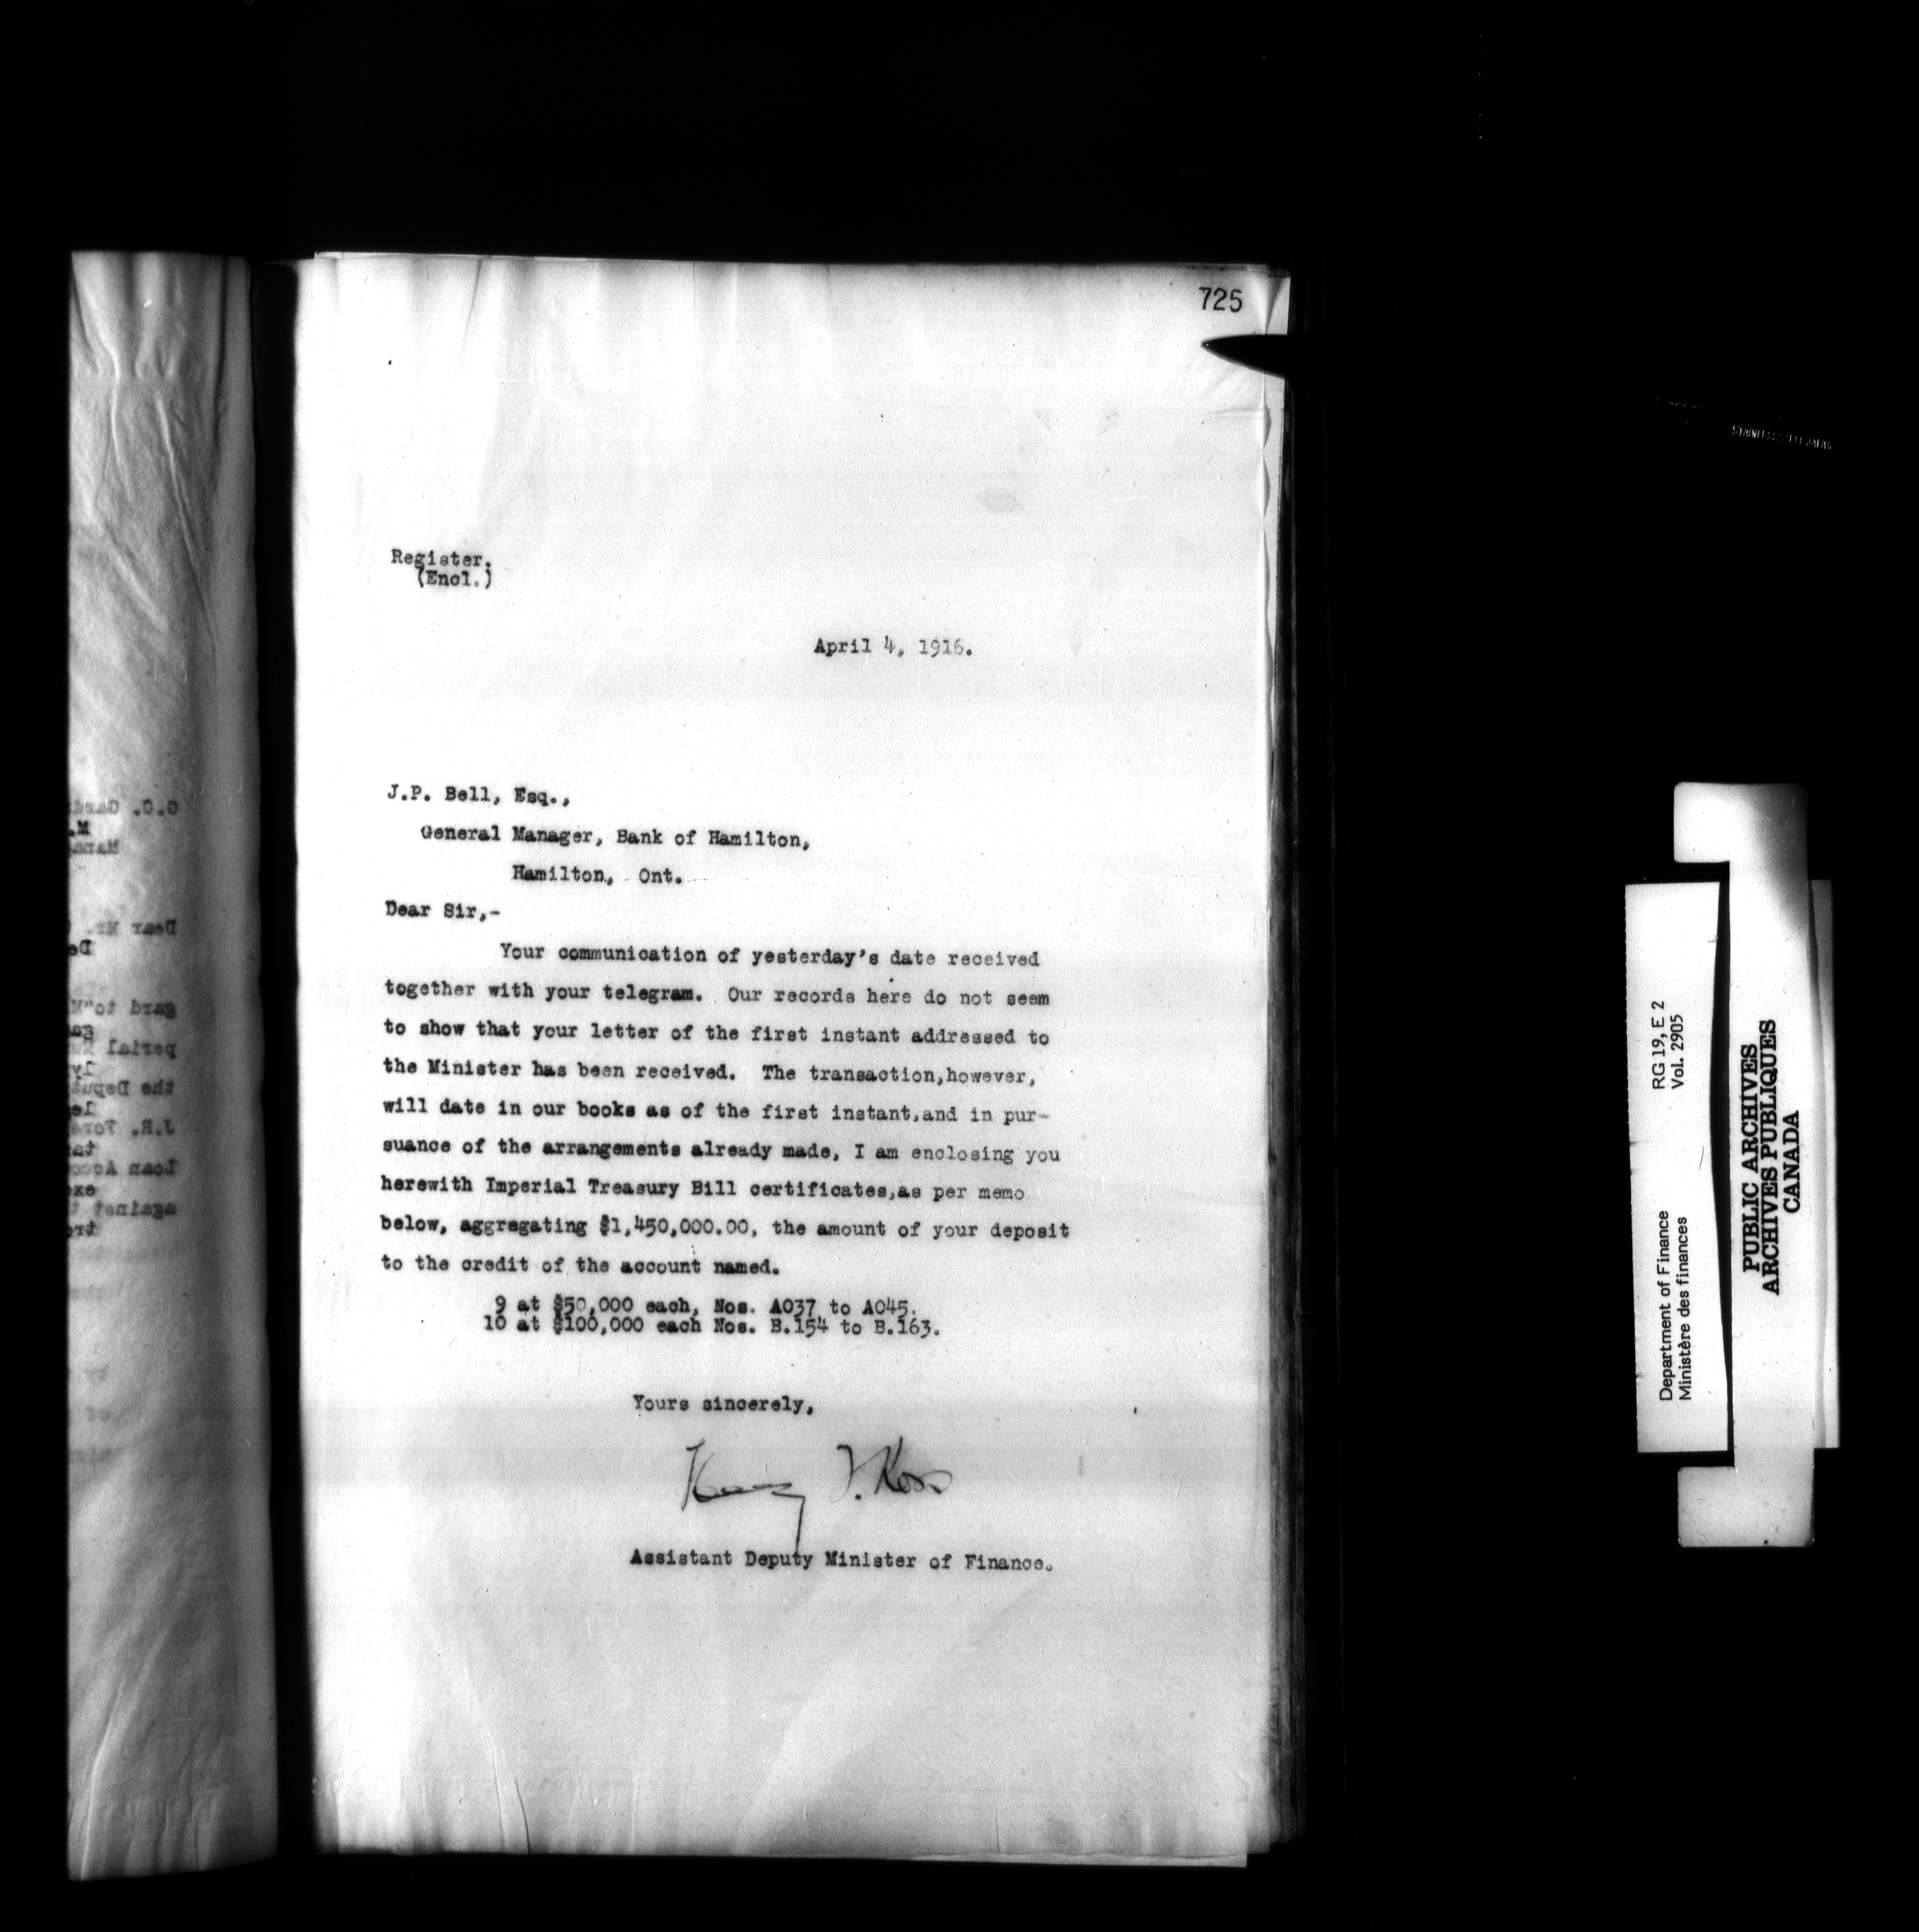 725
Register.
(Encl.)
April 4, 1916.
J.P. Bell, Esq.,
General Manager, Bank of Hamilton,
Hamilton, Ont.
Dear Sir,-
Your communication of yesterday's date received
together with your telegram. Our records here do not seem
to show that your letter of the first instant addressed to
the Minister has been received. The transaction,however,
will date in our books as of the first instant,and in pur-
suance of the arrangements already made, I am enclosing you
herewith Imperial Treasury Bill certificates,as per memo
below, aggregating $1,450,000.00, the amount of your deposit
to the credit of the account named.
9 at $50,000 each, Nos. A037 to A045.
10 at $100,000 each Nos. B.154 to B.163.
Yours sincerely,
Henry T. Ross
Assistant Deputy Minister of Finance.
RG 19, E 2
Vol. 2905
Department of Finance
Ministère des finances
PUBLIC ARCHIVES
ARCHIVES PUBLIQUES
CANADA